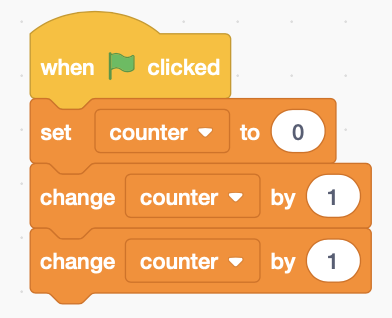 when clicked
set counter to 0
change counter by 1
change counter by 1